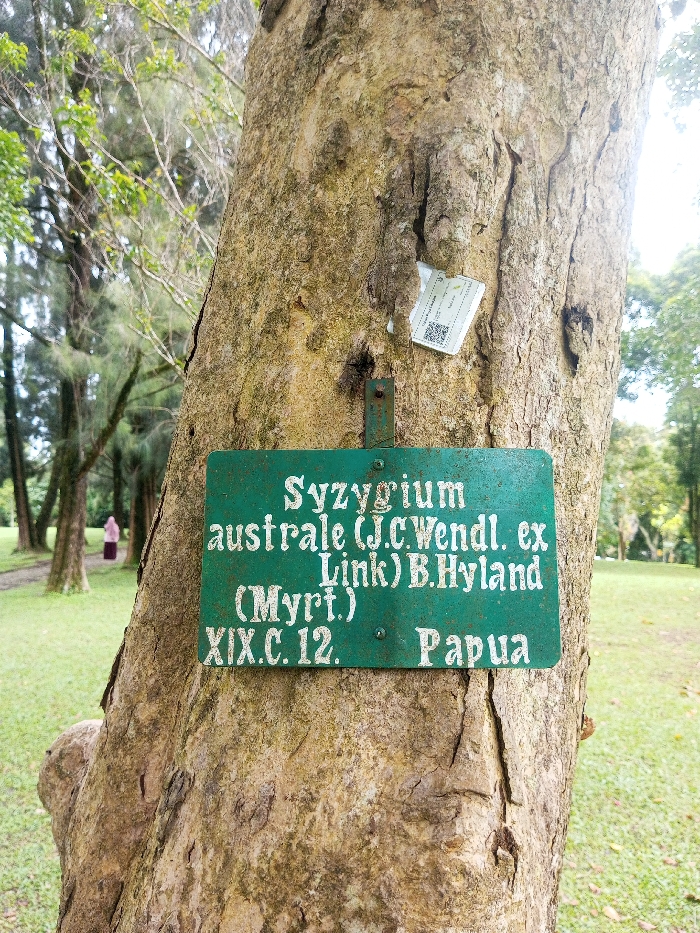 Syzygium
australe (J.C.Wendl. ex
Link) B.Hyland
(Myrt.)
XIX.C. 12. Papua